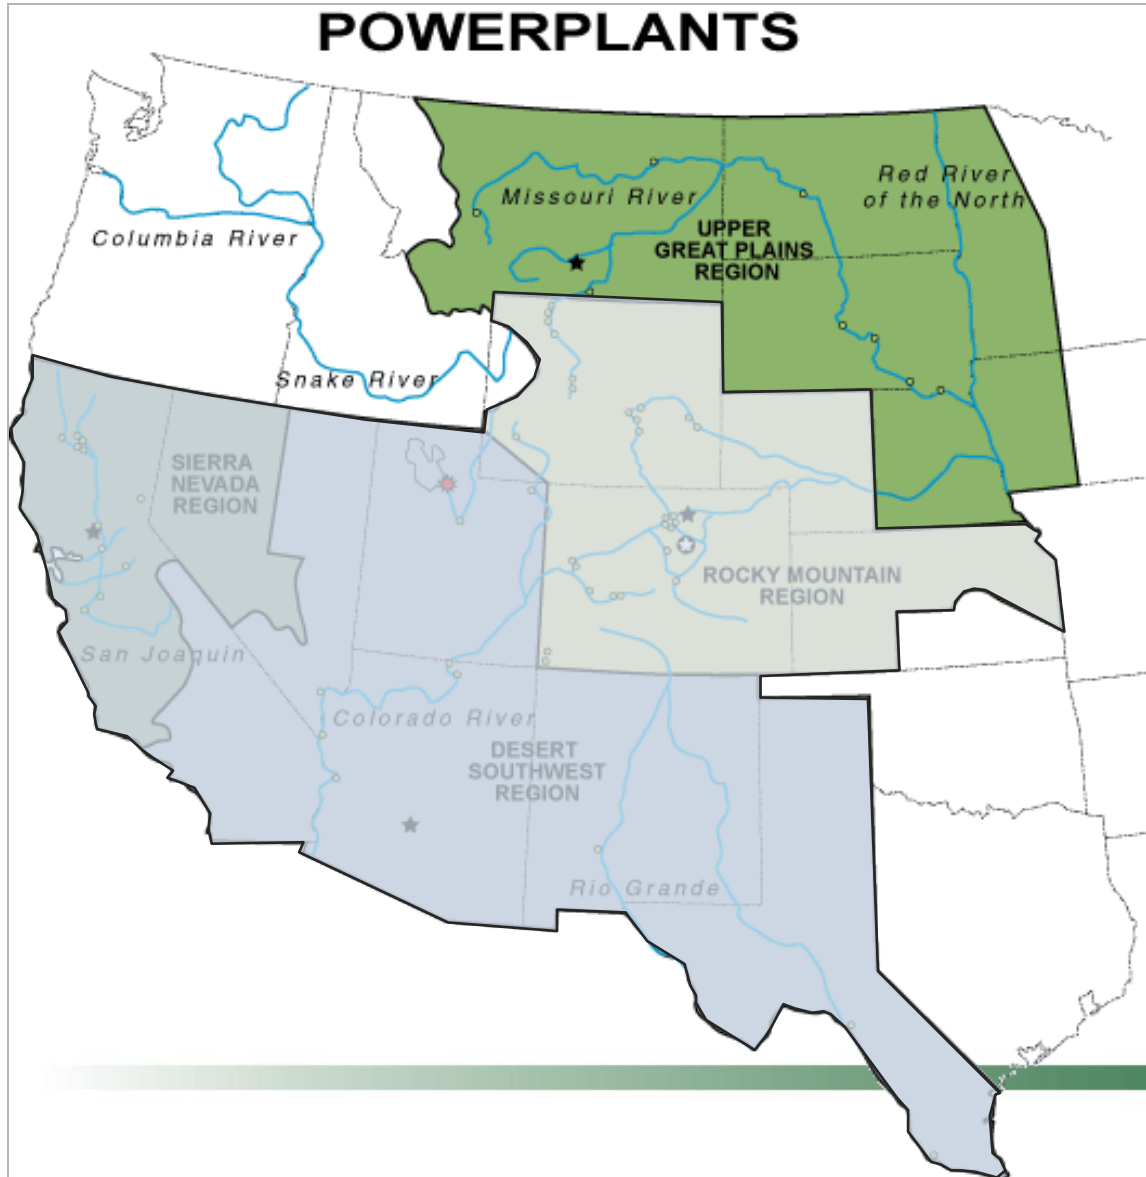 POWERPLANTS
Red River
of the North
Missouri River
UPPER
GREAT PLAINS
REGION
Columbia River
Snake River
SIERRA
NEVADA
REGION
ROCKY MOUNTAIN
REGION
San Joaquin
Colorado River
DESERT
SOUTHWEST
REGION
Rio Grande